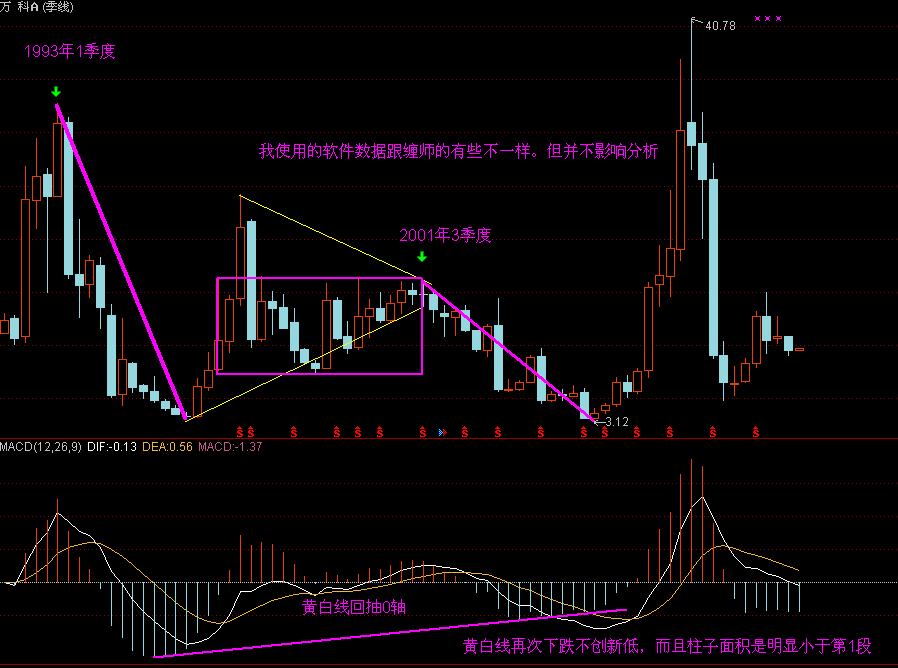 万 科A (季线)
40.78
×××
1993年1季度
我使用的软件数据跟缠师的有些不一样。但并不影响分析
2001年3季度
3.12
S S S S S S S S S S S S S S S
MACD(12,26,9) DIF:-0.13 DEA:0.56 MACD:-1.37
黄白线回抽0轴
黄白线再次下跌不创新低，而且柱子面积是明显小于第1段